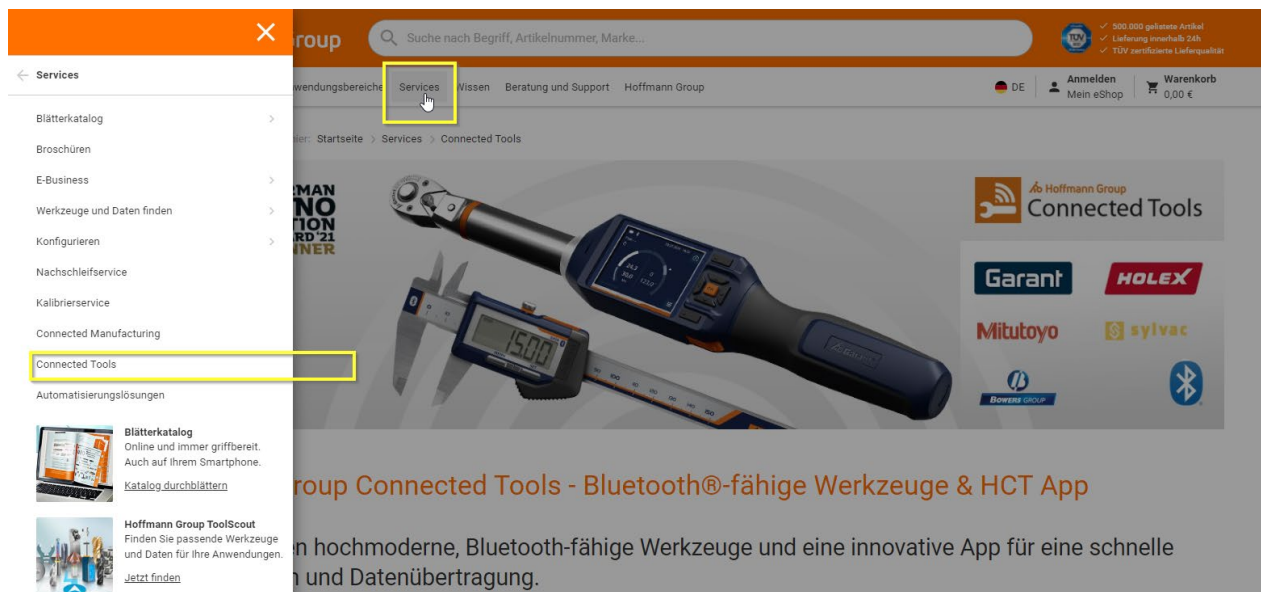 roup
Suche nach Begriff, Artikelnummer, Marke...
TÜV
500.000 gelistete Artikel
Lieferung innerhalb 24h
TÜV zertifizierte Lieferqualität
Services
wendungsbereiche
Services
Wissen
Beratung und Support
Hoffmann Group
DE
Anmelden
Mein eShop
Warenkorb
0,00 €
ier: Startseite > Services > Connected Tools
Blätterkatalog
Broschüren
E-Business
Werkzeuge und Daten finden
Konfigurieren
Nachschleifservice
Kalibrierservice
Connected Manufacturing
Connected Tools
Automatisierungslösungen
Blätterkatalog
Online und immer griffbereit.
Auch auf Ihrem Smartphone.
Katalog durchblättern
Hoffmann Group ToolScout
Finden Sie passende Werkzeuge
und Daten für Ihre Anwendungen.
Jetzt finden
RMAN
NO
TION
RD'21
NNER
15.00
GARANT
Hoffmann Group
Connected Tools
Garant
HOLEX
Mitutoyo
sylvac
BOWERS GROUP
roup Connected Tools - Bluetooth®-fähige Werkzeuge & HCT App
n hochmoderne, Bluetooth-fähige Werkzeuge und eine innovative App für eine schnelle
n und Datenübertragung.